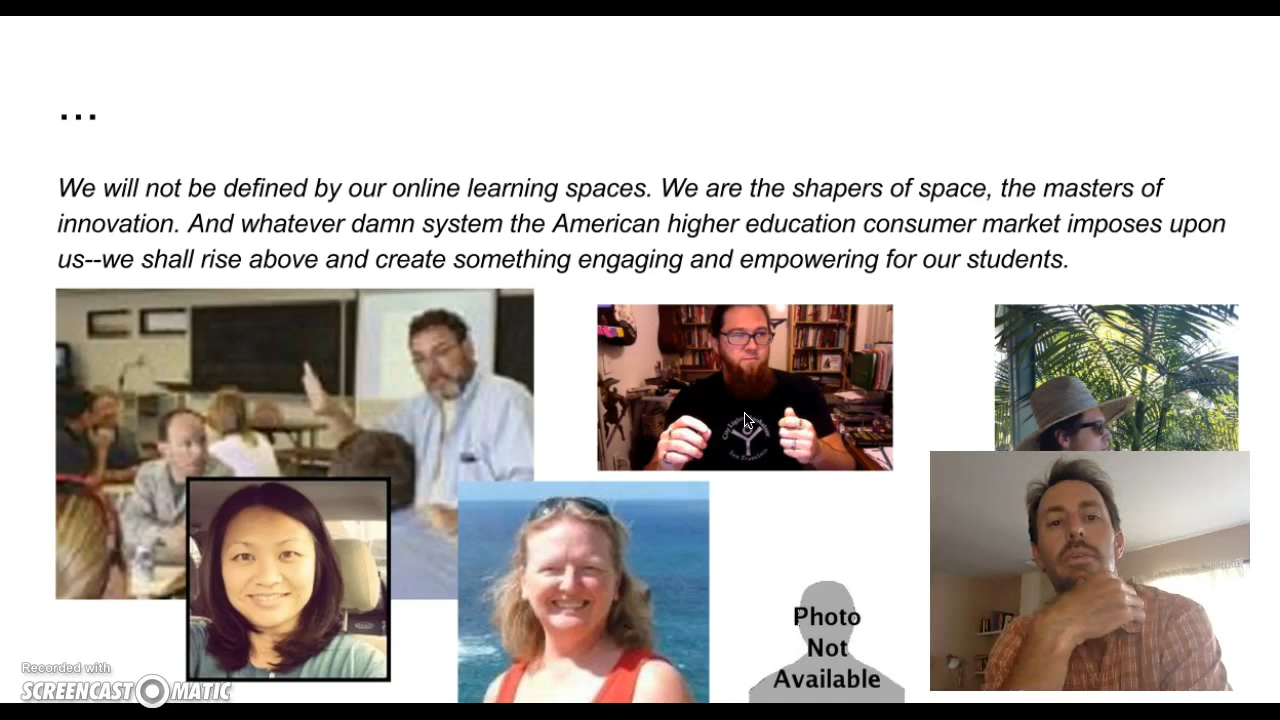 ...
We will not be defined by our online learning spaces. We are the shapers of space, the masters of
innovation. And whatever damn system the American higher education consumer market imposes upon
us--we shall rise above and create something engaging and empowering for our students.
Photo
Not
Available
Recorded with
SCREENCAST O MATIC